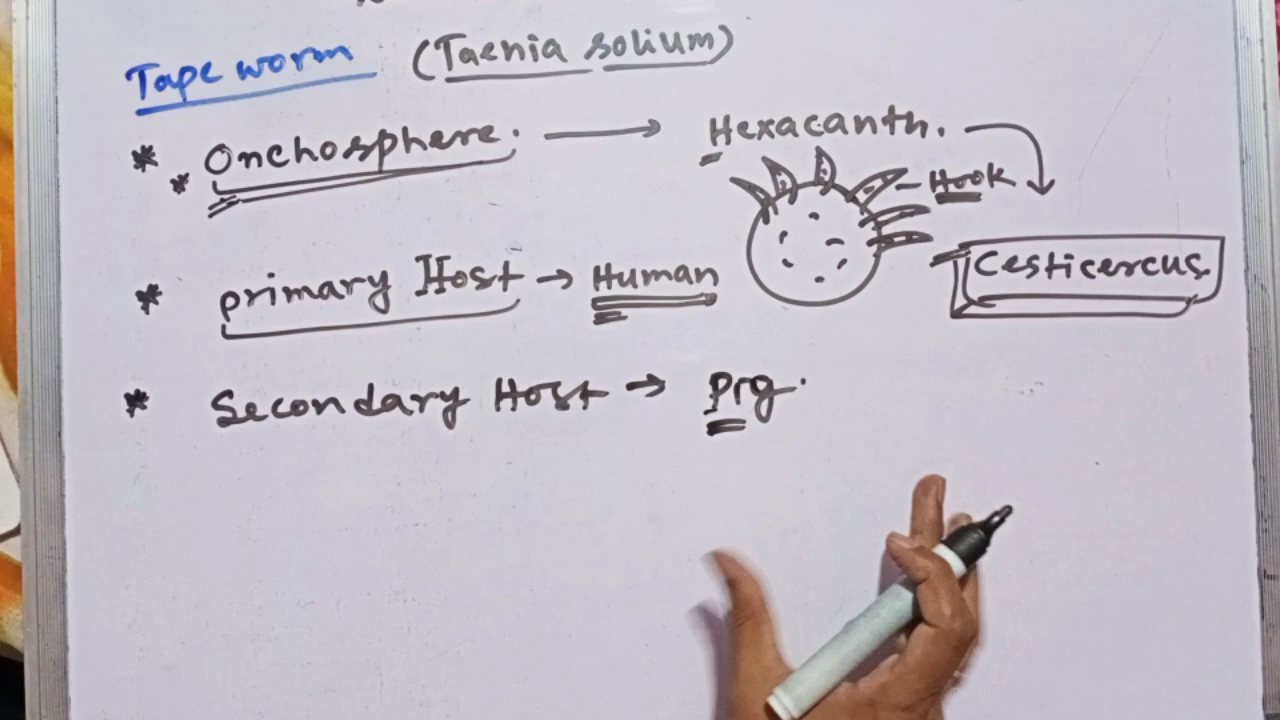 Tape worm (Taenia solium)
* * Onchosphere. → Hexacanth.
- Hook
Cesticercus
* primary Host → Human
* Secondary Host → Pig.